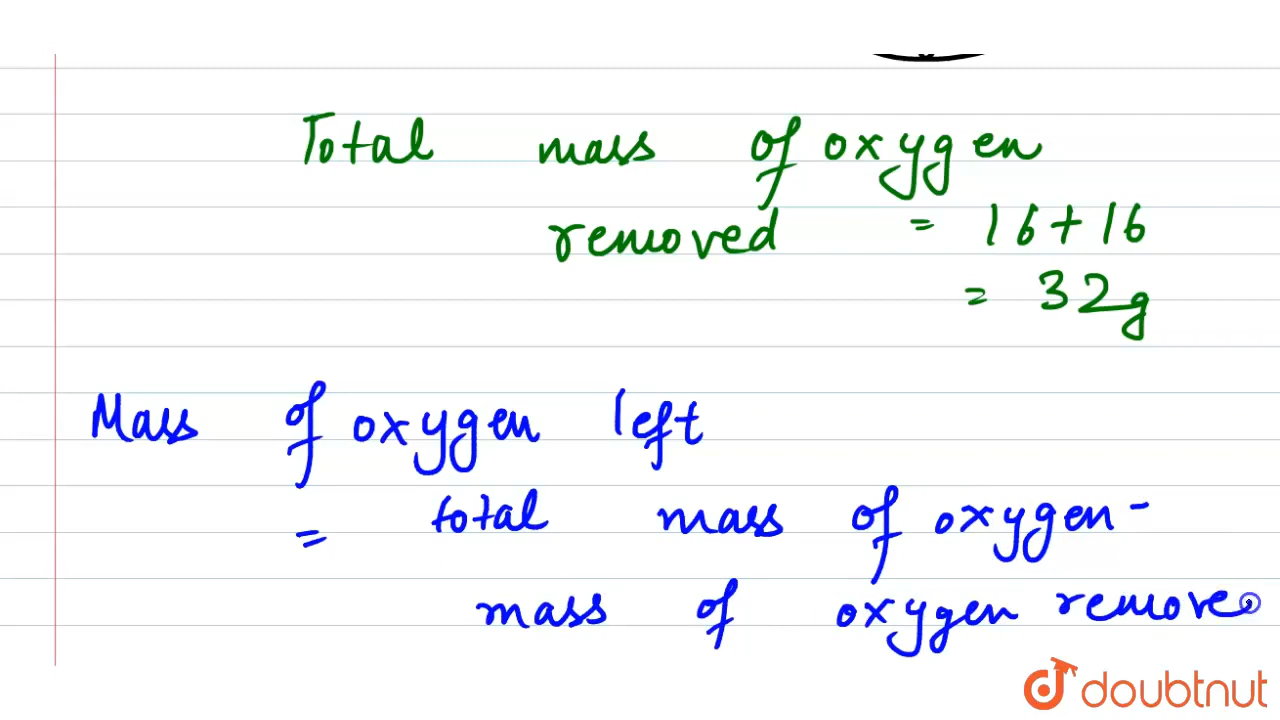 Total mass of oxygen
removed = 16+16
= 32g
Mass of oxygen left
= total mass of oxygen -
mass of oxygen remove
doubtnut